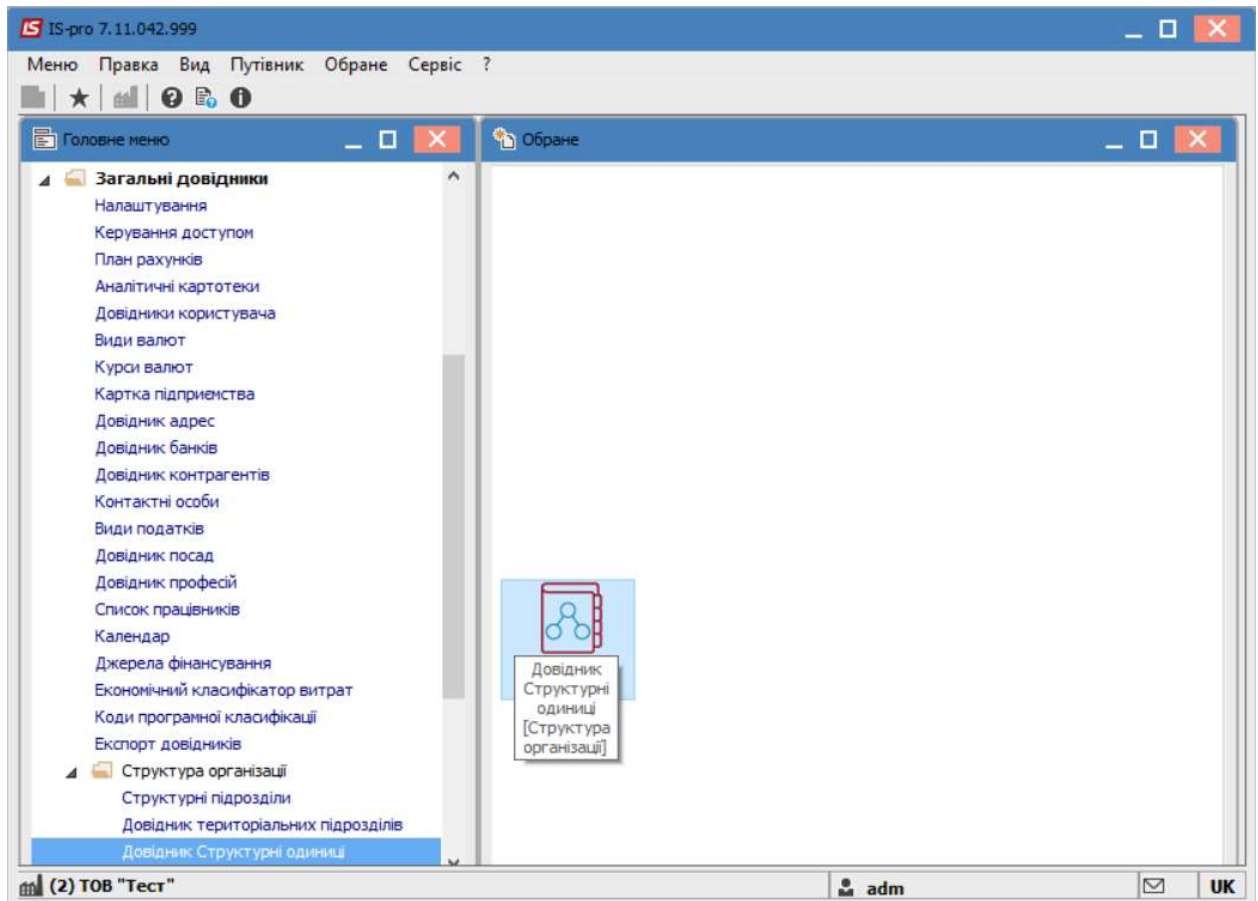 IS-pro 7.11.042.999
Меню Правка Вид Путівник Обране Сервіс ?
Головне меню
Загальні довідники
Налаштування
Керування доступом
План рахунків
Аналітичні картотеки
Довідники користувача
Види валют
Курси валют
Картка підприємства
Довідник адрес
Довідник банків
Довідник контрагентів
Контактні особи
Види податків
Довідник посад
Довідник професій
Список працівників
Календар
Джерела фінансування
Економічний класифікатор витрат
Коди програмної класифікації
Експорт довідників
Структура організації
Структурні підрозділи
Довідник територіальних підрозділів
Довідник Структурні одиниці
Обране
Довідник
Структурні
одиниці
[Структура
організації]
(2) ТОВ "Тест"
adm
UK